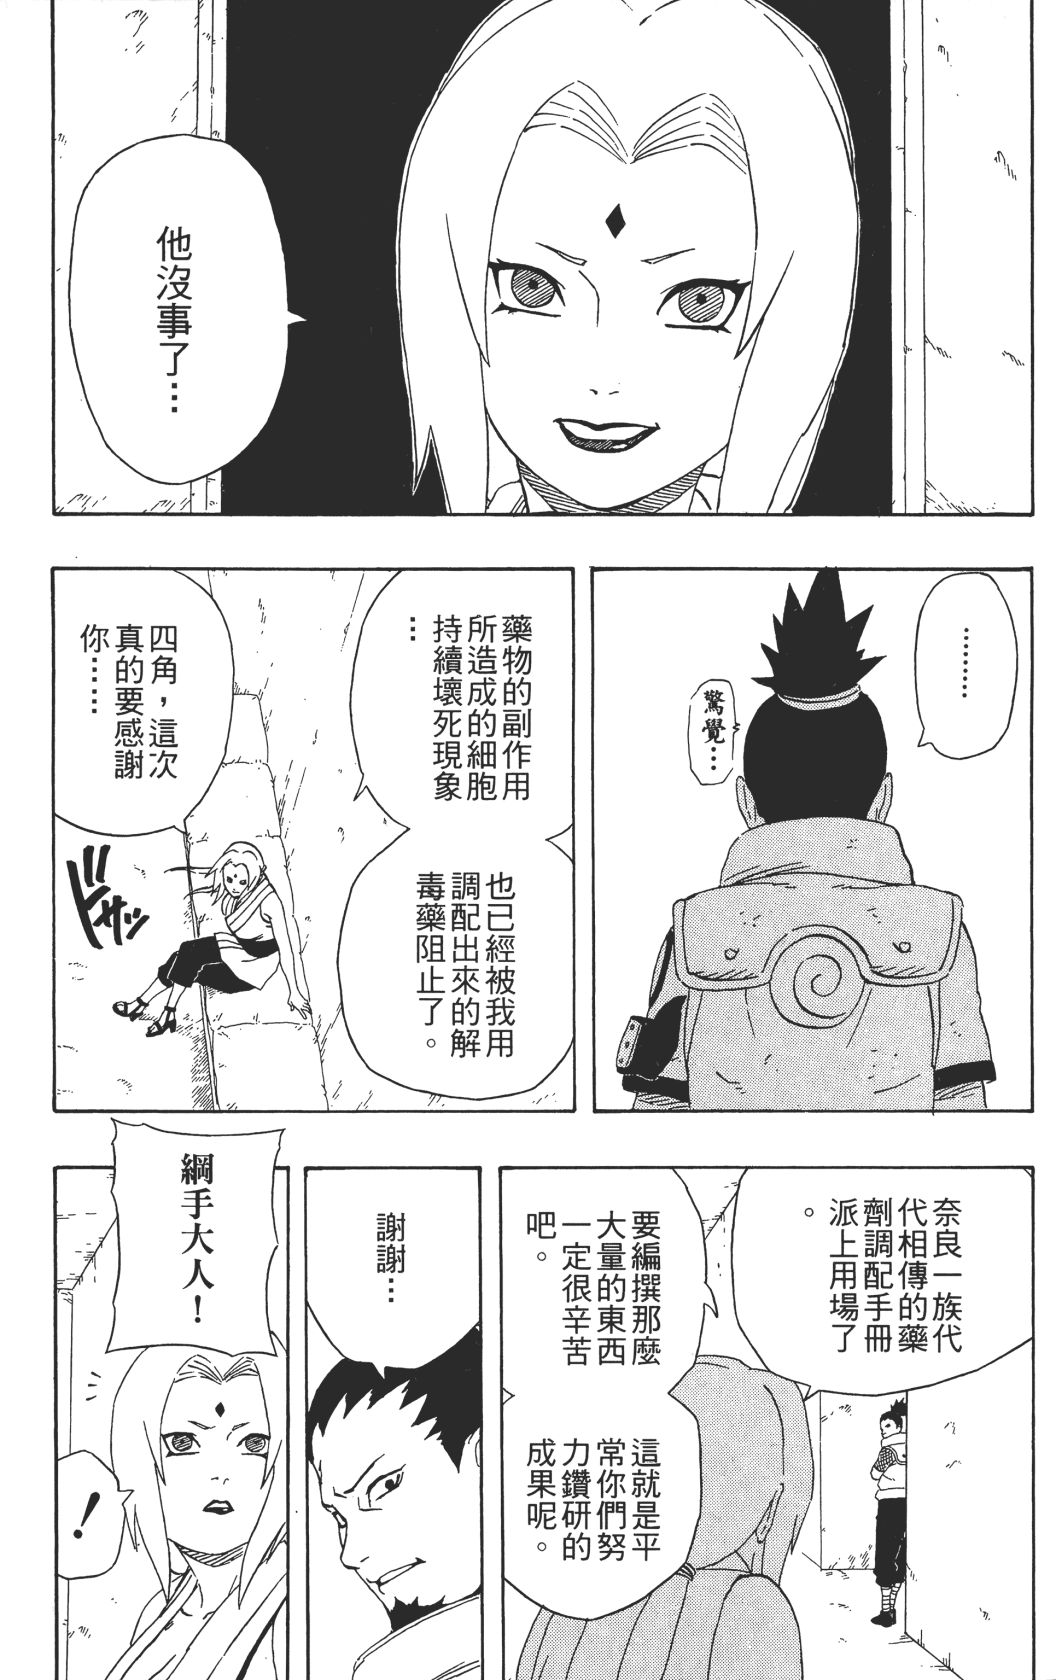 他沒事了…
………
驚覺…
藥物的副作用
所造成的細胞
持續壞死現象
…
也已經被我用
調配出來的解
毒藥阻止了。
四角，這次
真的要感謝
你……
ドサッ
奈良一族代
代相傳的藥
劑調配手冊
派上用場了
。
要編撰那麼
大量的東西
一定很辛苦
吧。
這就是平
常你們努
力鑽研的
成果呢。
謝謝…
綱手大人！
！